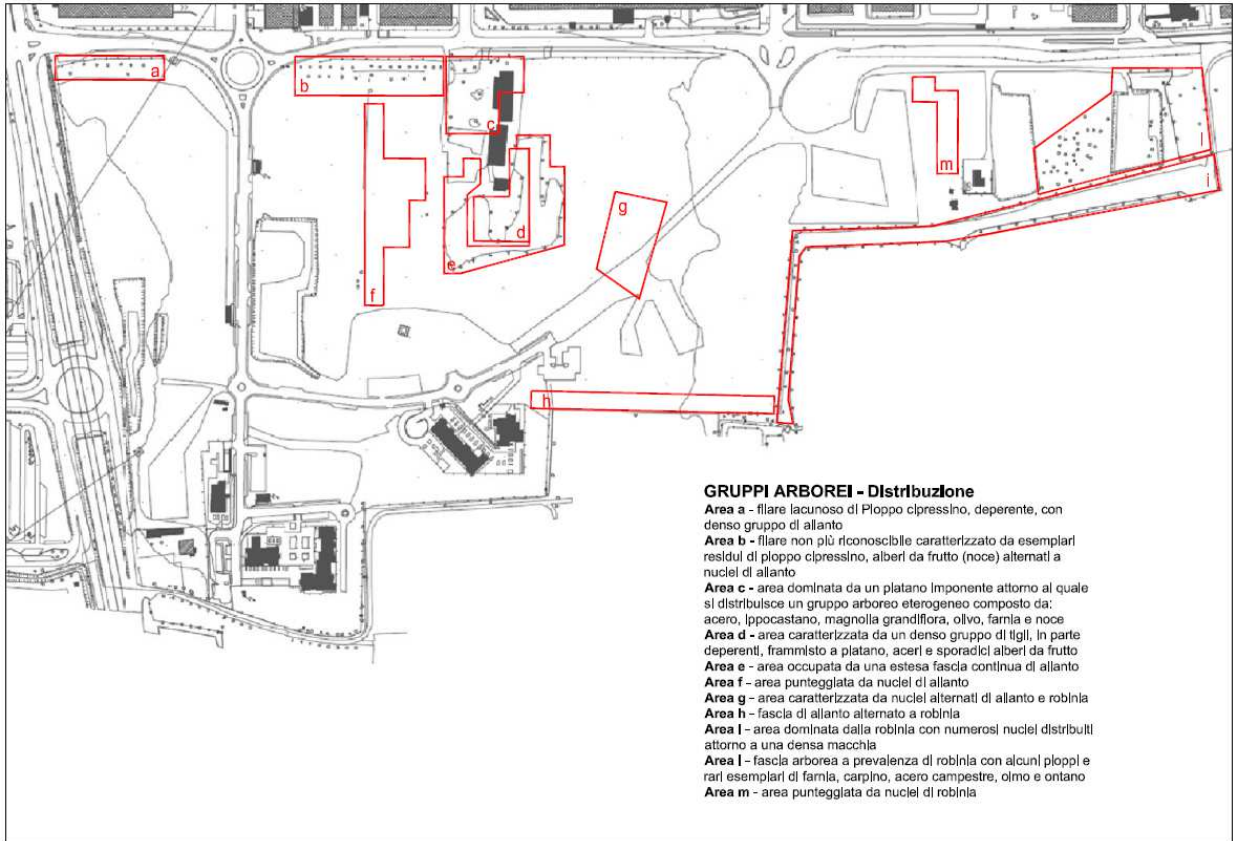 a
b
c
m
l
i
g
d
e
f
h
GRUPPI ARBOREI - Distribuzione
Area a - filare lacunoso di Pioppo cipressino, deperente, con
denso gruppo di ailanto
Area b - filare non più riconoscibile caratterizzato da esemplari
residui di pioppo cipressino, alberi da frutto (noce) alternati a
nuclei di ailanto
Area c - area dominata da un platano imponente attorno al quale
si distribuisce un gruppo arboreo eterogeneo composto da:
acero, ippocastano, magnolia grandiflora, olivo, farnia e noce
Area d - area caratterizzata da un denso gruppo di tigli, in parte
deperenti, frammisto a platano, aceri e sporadici alberi da frutto
Area e - area occupata da una estesa fascia continua di ailanto
Area f - area punteggiata da nuclei di ailanto
Area g - area caratterizzata da nuclei alternati di ailanto e robinia
Area h - fascia di ailanto alternato a robinia
Area i - area dominata dalla robinia con numerosi nuclei distribuiti
attorno a una densa macchia
Area l - fascia arborea a prevalenza di robinia con alcuni pioppi e
rari esemplari di farnia, carpino, acero campestre, olmo e ontano
Area m - area punteggiata da nuclei di robinia